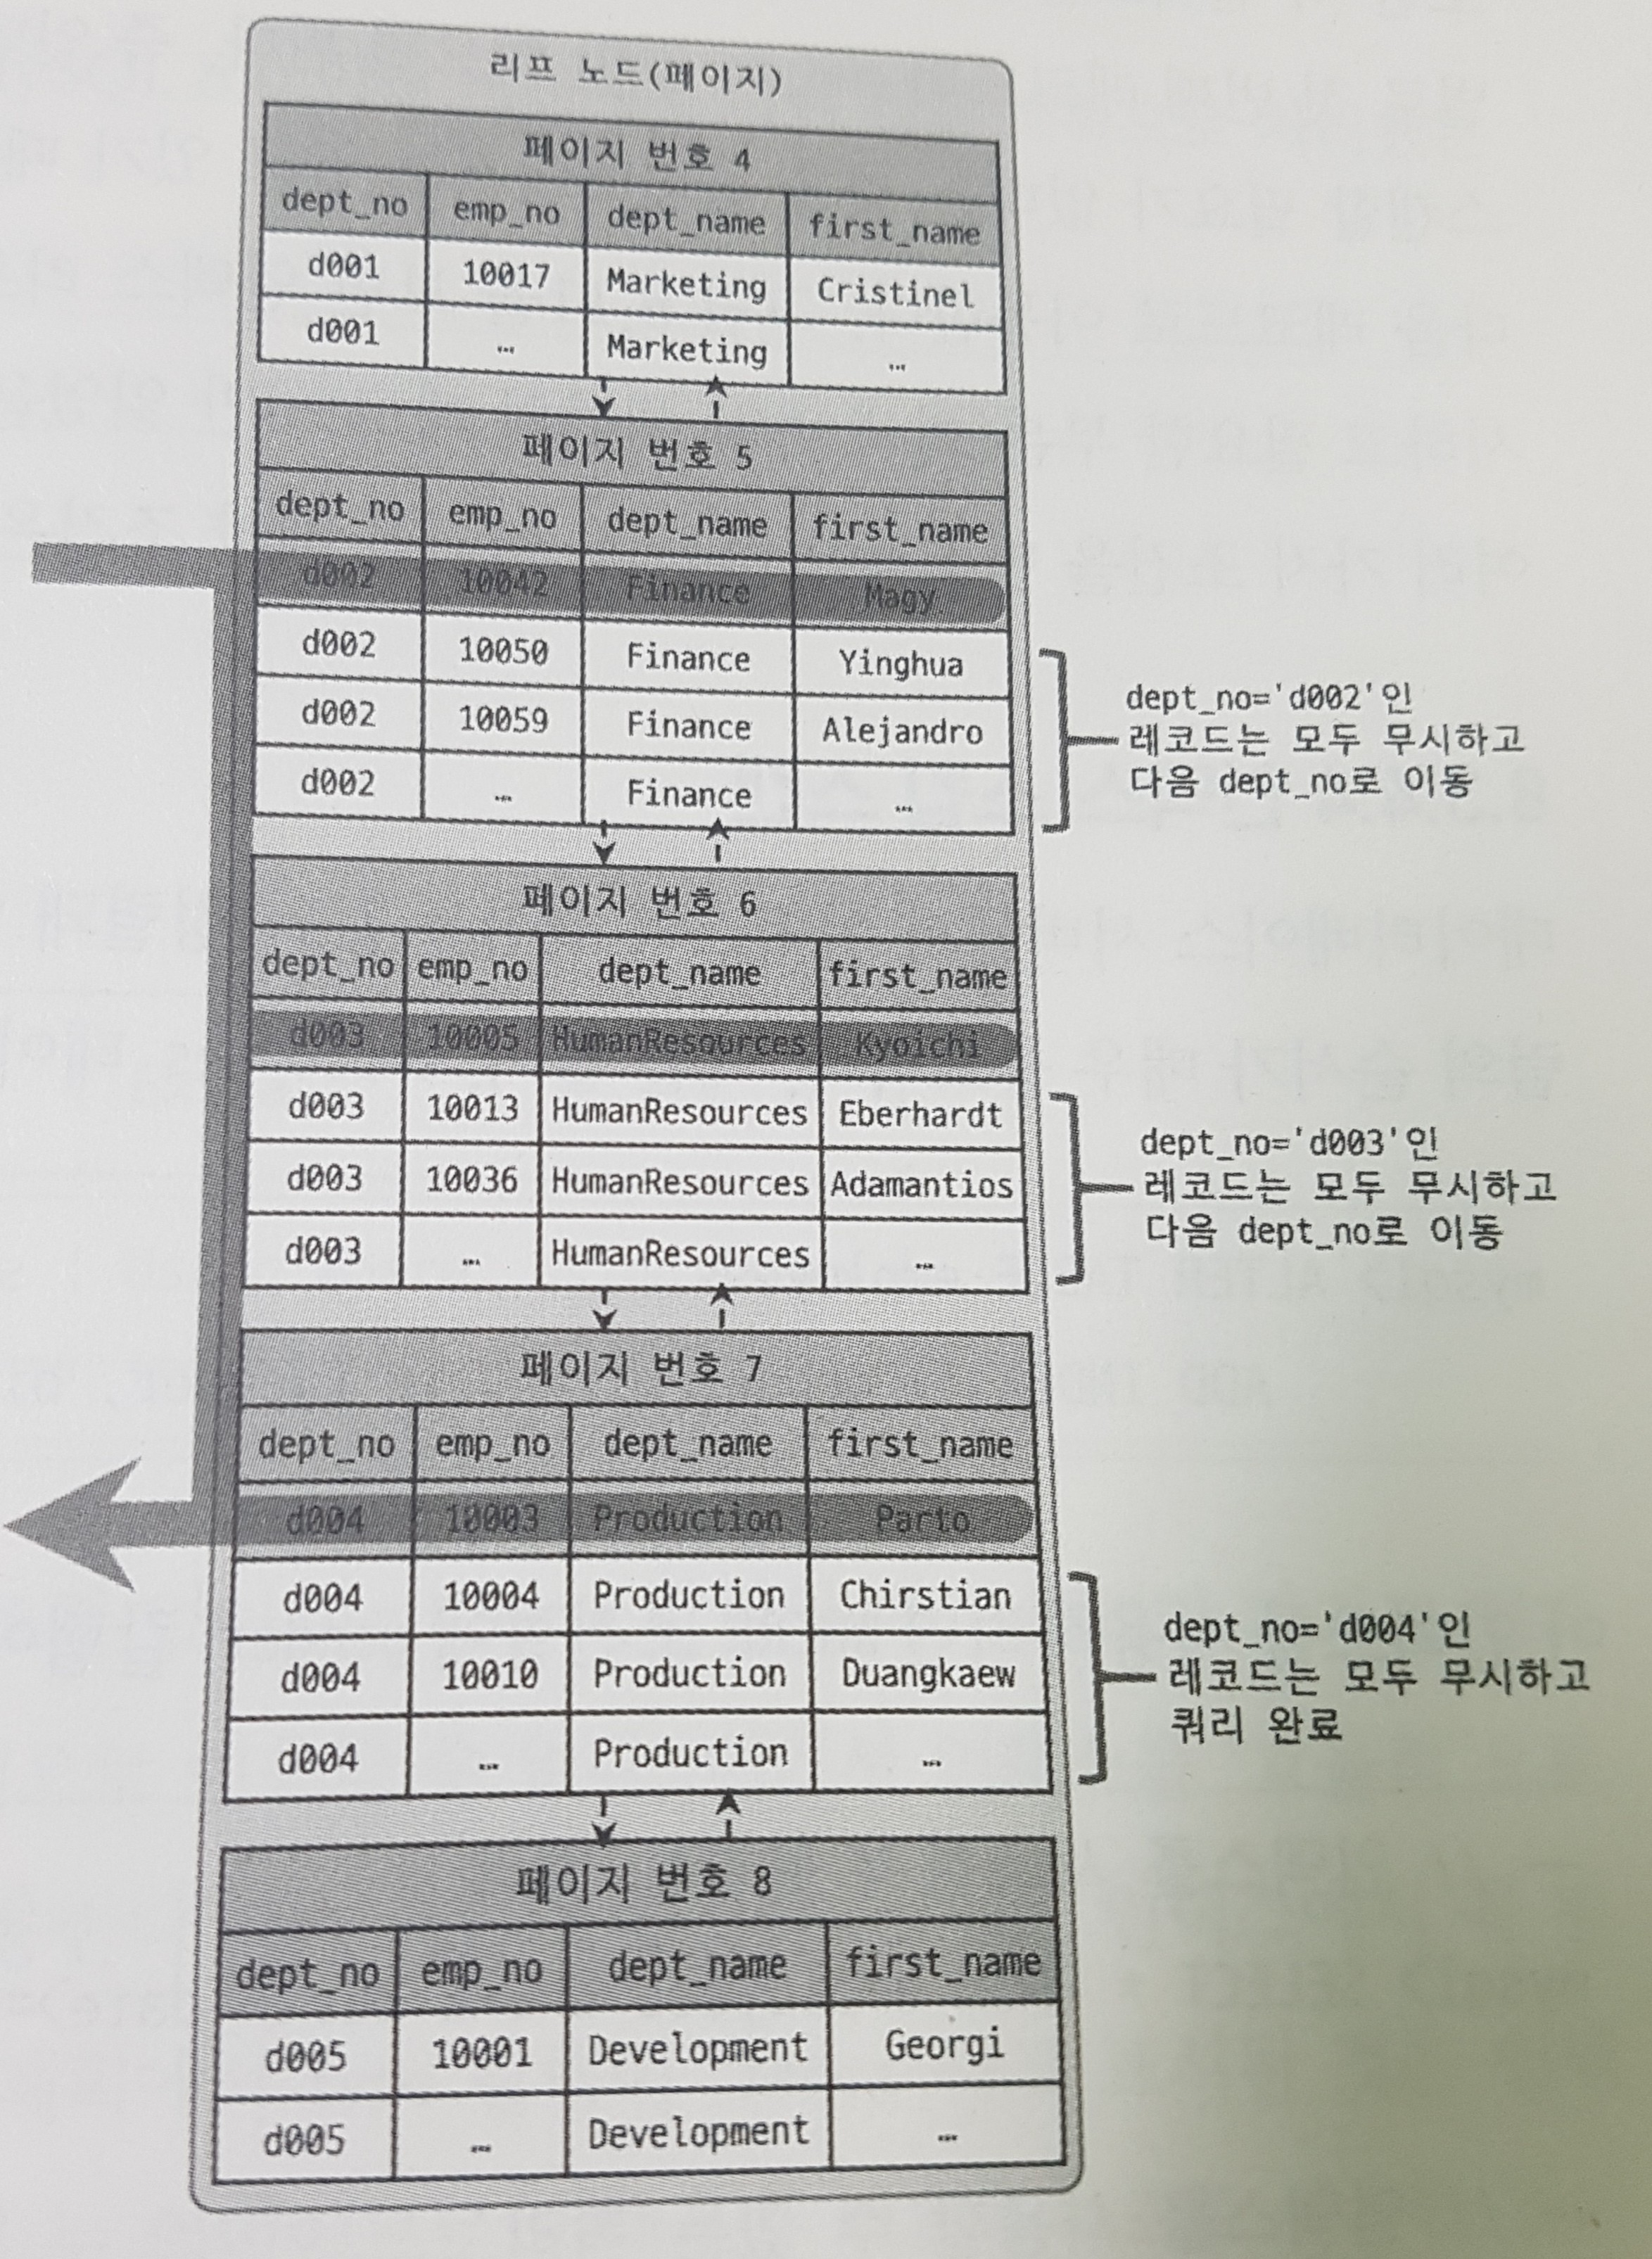 리프 노드(페이지)
페이지 번호 4
dept_no emp_no dept_name first_name
d001 10017 Marketing Cristinel
d001 … Marketing …
페이지 번호 5
dept_no emp_no dept_name first_name
d002 10042 Finance Magy
d002 10050 Finance Yinghua
d002 10059 Finance Alejandro
d002 … Finance …
dept_no='d002'인
레코드는 모두 무시하고
다음 dept_no로 이동
페이지 번호 6
dept_no emp_no dept_name first_name
d003 10005 HumanResources Kyoichi
d003 10013 HumanResources Eberhardt
d003 10036 HumanResources Adamantios
d003 … HumanResources …
dept_no='d003'인
레코드는 모두 무시하고
다음 dept_no로 이동
페이지 번호 7
dept_no emp_no dept_name first_name
d004 10003 Production Parto
d004 10004 Production Chirstian
d004 10010 Production Duangkaew
d004 … Production …
dept_no='d004'인
레코드는 모두 무시하고
쿼리 완료
페이지 번호 8
dept_no emp_no dept_name first_name
d005 10001 Development Georgi
d005 … Development …